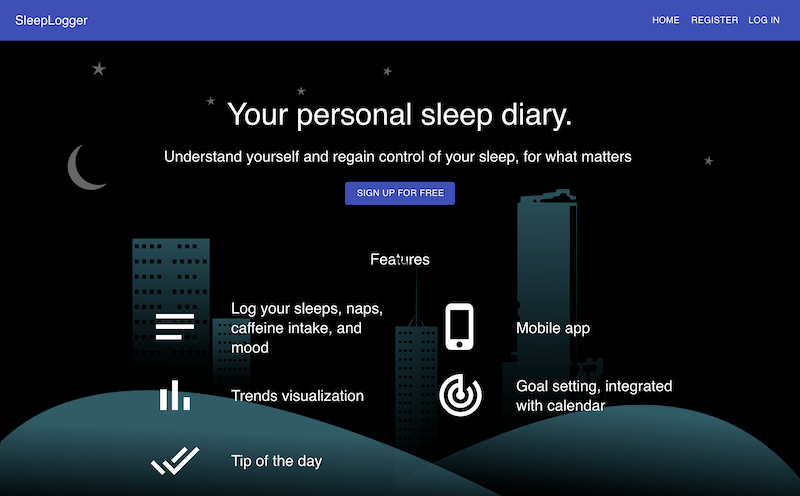 SleepLogger
HOME REGISTER LOG IN
Your personal sleep diary.
Understand yourself and regain control of your sleep, for what matters
SIGN UP FOR FREE
Features
Log your sleeps, naps,
caffeine intake, and
mood
Mobile app
Trends visualization
Goal setting, integrated
with calendar
Tip of the day